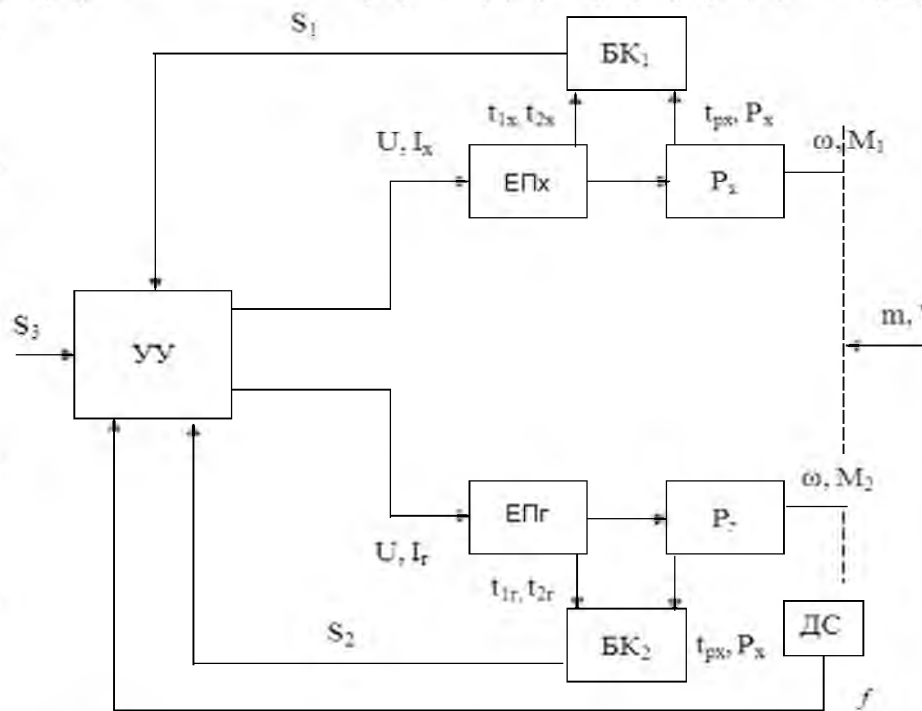 S₁
БК₁
t₁ₓ, t₂ₓ
tₚₓ, Pₓ
U, Iₓ
ω, M₁
ЕПх
Pₓ
S₃
УУ
m,
ω, M₂
ЕПг
Pг
U, Iг
t₁г, t₂г
S₂
БК₂
tₚₓ, Pₓ
ДС
f